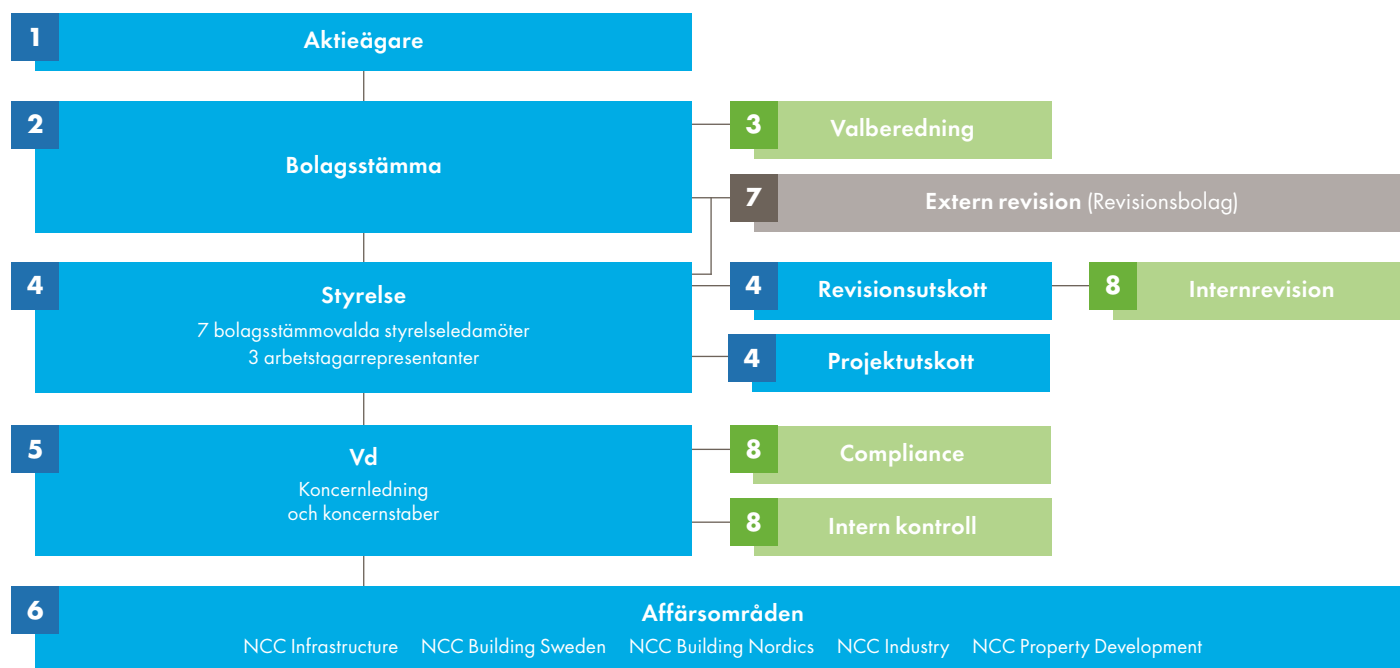 1
Aktieägare
2
Bolagsstämma
3
Valberedning
7
Extern revision (Revisionsbolag)
4
Styrelse
7 bolagsstämmovalda styrelseledamöter
3 arbetstagarrepresentanter
4
Revisionsutskott
8
Internrevision
4
Projektutskott
5
Vd
Koncernledning
och koncernstaber
8
Compliance
8
Intern kontroll
6
Affärsområden
NCC Infrastructure NCC Building Sweden NCC Building Nordics NCC Industry NCC Property Development